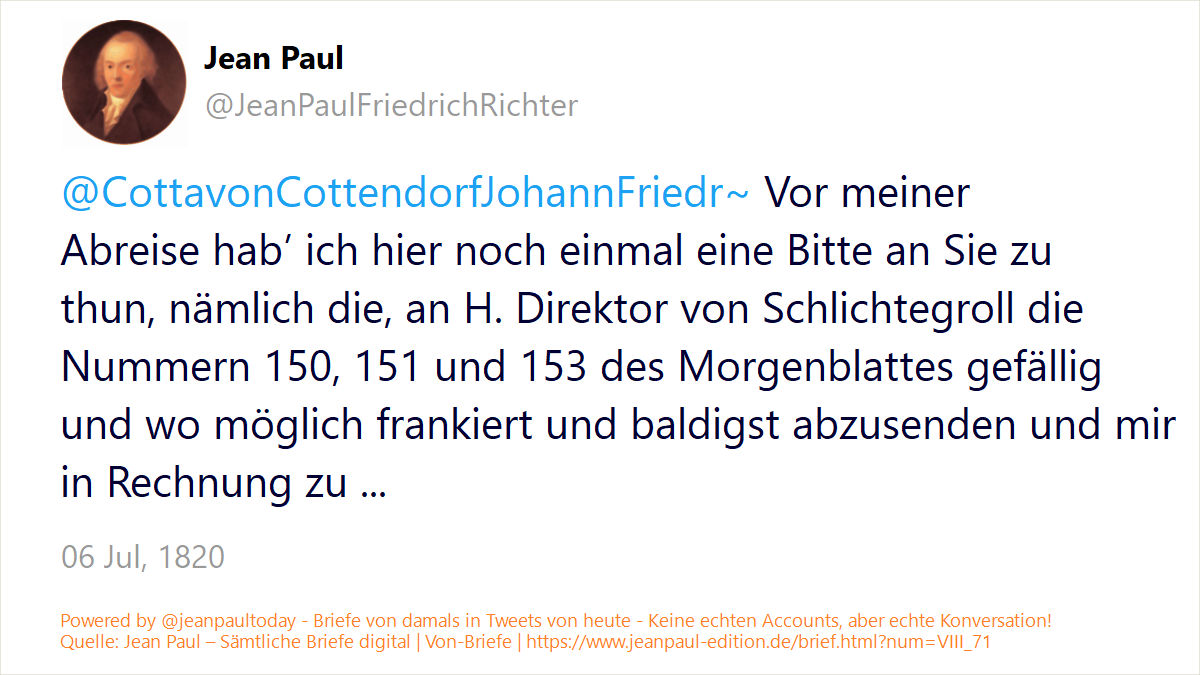 Jean Paul
@JeanPaulFriedrichRichter
@CottavonCottendorfJohannFriedr~ Vor meiner
Abreise hab’ ich hier noch einmal eine Bitte an Sie zu
thun, nämlich die, an H. Direktor von Schlichtegroll die
Nummern 150, 151 und 153 des Morgenblattes gefällig
und wo möglich frankiert und baldigst abzusenden und mir
in Rechnung zu ...
06 Jul, 1820
Powered by @jeanpaultoday - Briefe von damals in Tweets von heute - Keine echten Accounts, aber echte Konversation!
Quelle: Jean Paul – Sämtliche Briefe digital | Von-Briefe | https://www.jeanpaul-edition.de/brief.html?num=VIII_71